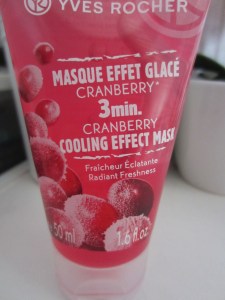 YVES ROCHER
MASQUE EFFET GLACÉ
CRANBERRY*
3min.
CRANBERRY
COOLING EFFECT MASK
Fraîcheur Éclatante
Radiant Freshness
50 ml
1.6 fl.oz